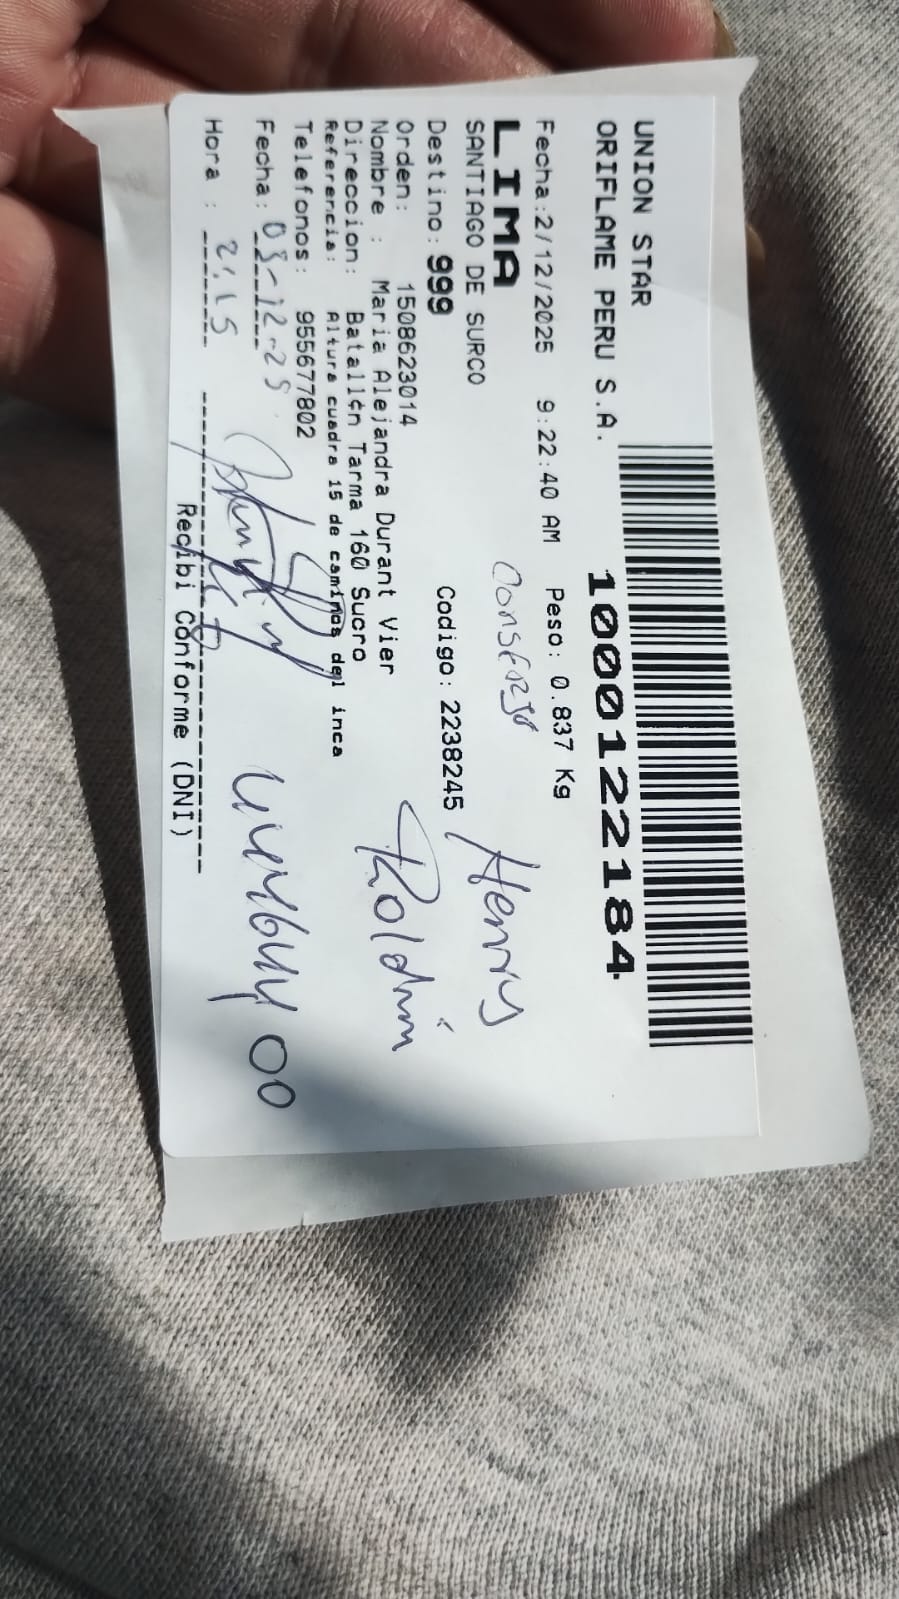 UNION STAR
ORIFLAME PERU S.A.
1000122184
Fecha:2/12/2025 9:22:40 AM Peso: 0.837 Kg
LIMA
SANTIAGO DE SURCO
Conserje
Henry
Destino:999 Codigo:2238245
Orden: 1508623014
Roldán
Nombre : Maria Alejandra Durant Vier
Direccion: Batall¢n Tarma 160 Sucro
Referencia: Altura cuadra 15 de caminos del inca
Telefonos: 955677802
Fecha: 03-12-25
Hora : 2:15
Recibi Conforme (DNI)